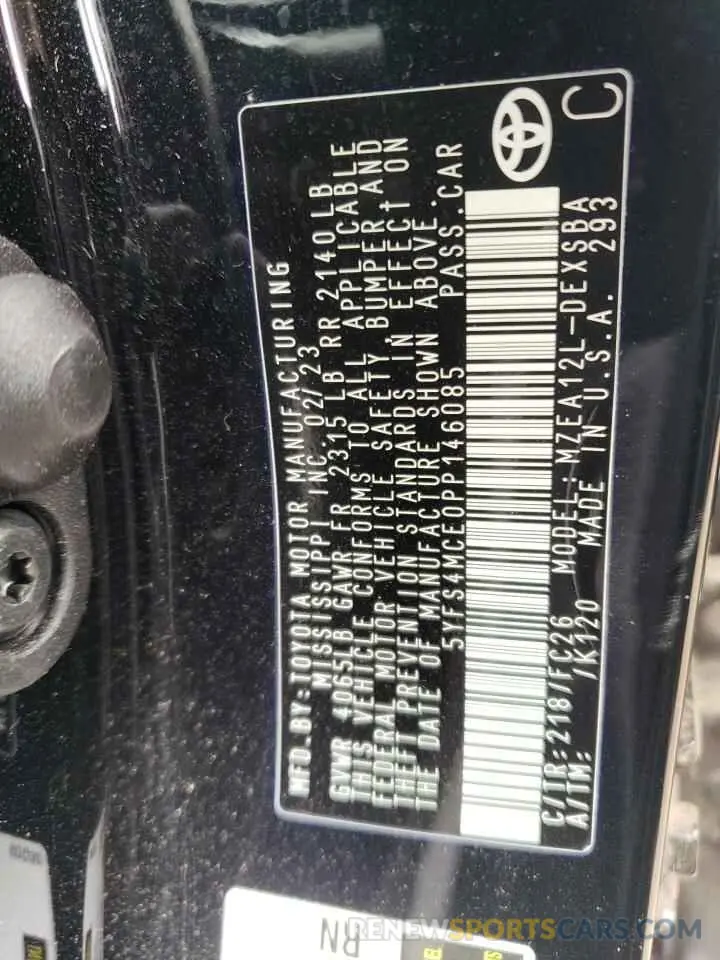 MFD.BY:TOYOTA MOTOR MANUFACTURING
MISSISSIPPI INC. 02/23
GVWR 4065LB GAWR FR 2315 LB RR 2140 LB
THIS VEHICLE CONFORMS TO ALL APPLICABLE
FEDERAL MOTOR VEHICLE SAFETY, BUMPER AND
THEFT PREVENTION STANDARDS IN EFFECT ON
THE DATE OF MANUFACTURE SHOWN ABOVE.
5YFS4MCE0PP146085 PASS.CAR
C/TR:218/FC26 MODEL:MZEA12L-DEXSBA
A/TM: /K120 MADE IN U.S.A. 293
C
BN
RENEWSPORTSCARS.COM